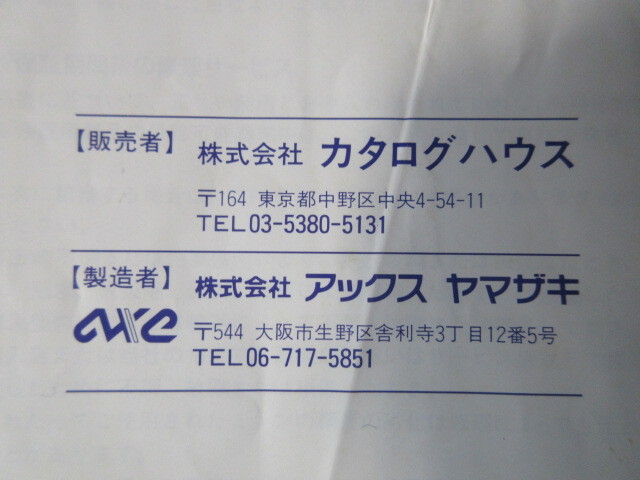 【販売者】 株式会社 カタログハウス
〒164 東京都中野区中央4-54-11
TEL03-5380-5131
【製造者】 株式会社 アックス ヤマザキ
〒544 大阪市生野区舎利寺3丁目12番5号
TEL06-717-5851